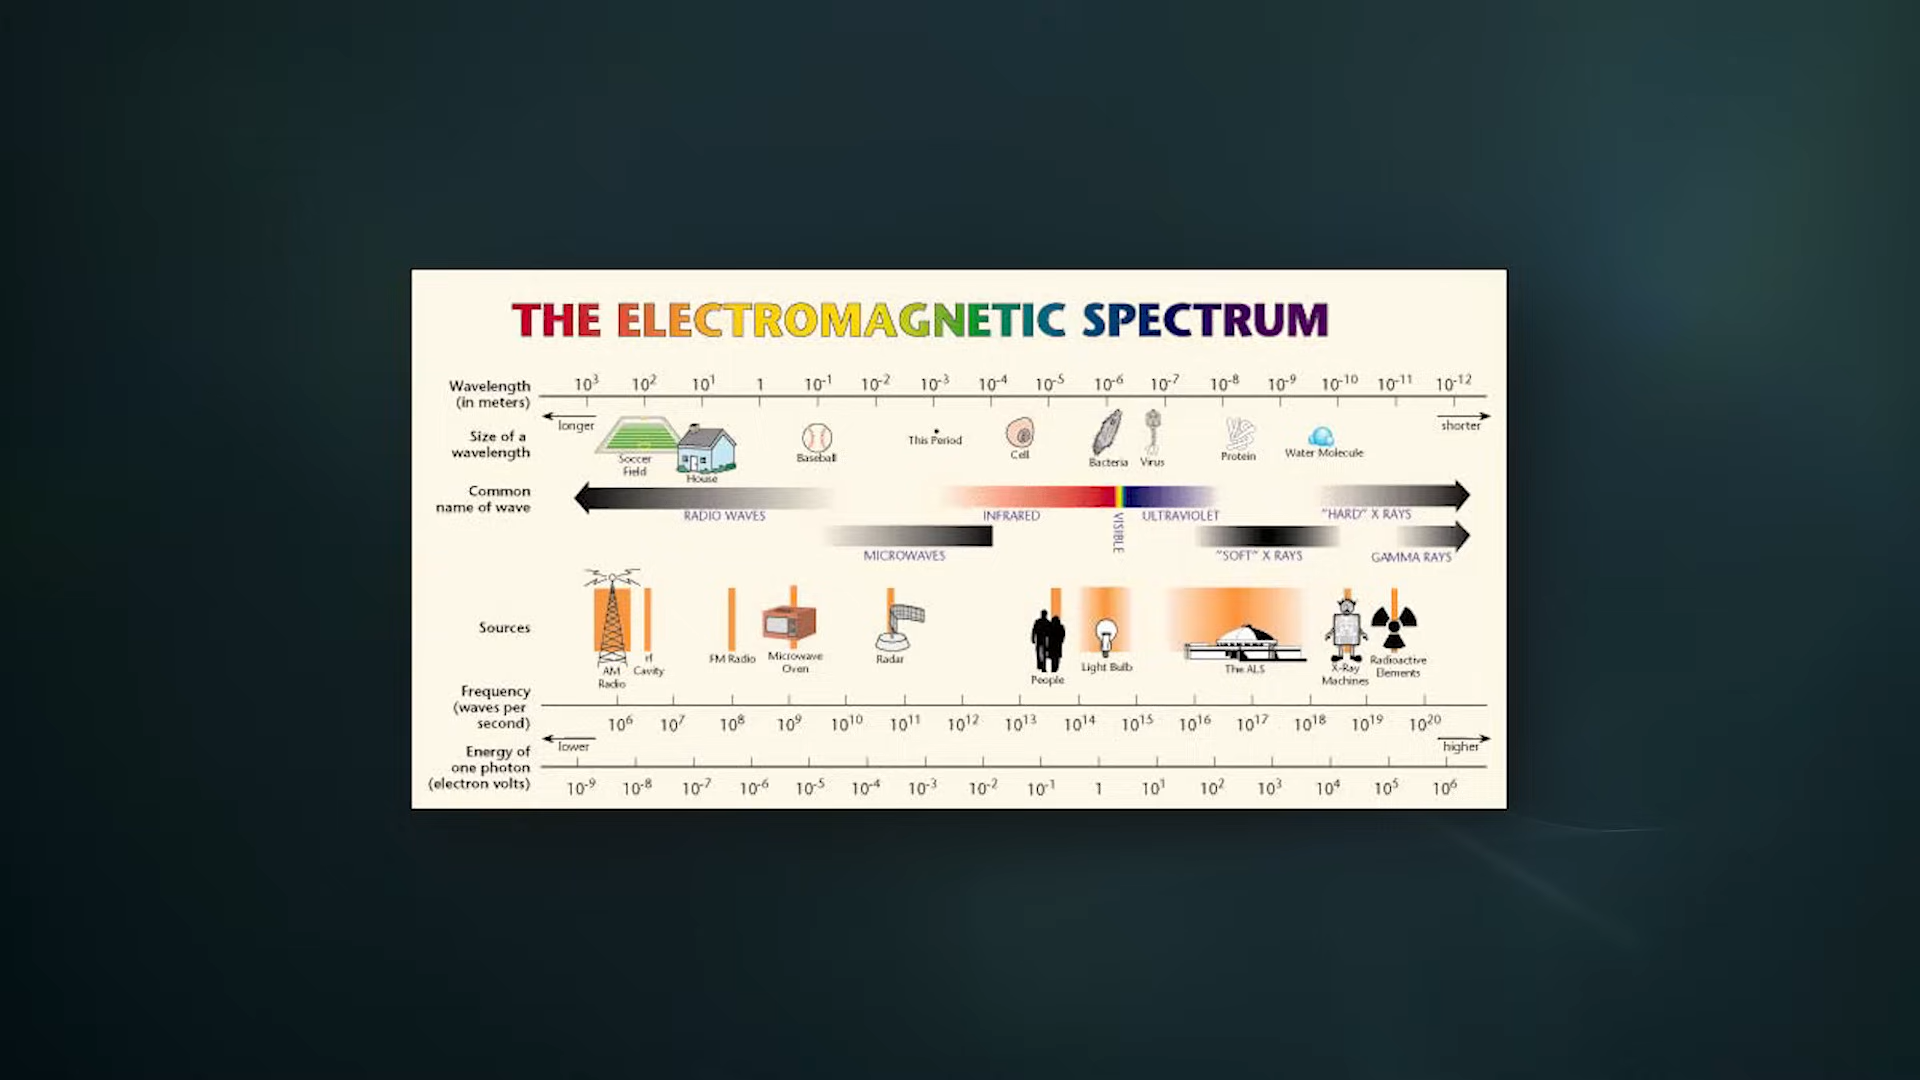 THE ELECTROMAGNETIC SPECTRUM
Wavelength
(in meters)
10³ 10² 10¹ 1 10⁻¹ 10⁻² 10⁻³ 10⁻⁴ 10⁻⁵ 10⁻⁶ 10⁻⁷ 10⁻⁸ 10⁻⁹ 10⁻¹⁰ 10⁻¹¹ 10⁻¹²
longer
shorter
Size of a
wavelength
Soccer
Field
House
Baseball
This Period
Cell
Bacteria
Virus
Protein
Water Molecule
Common
name of wave
RADIO WAVES
INFRARED
VISIBLE
ULTRAVIOLET
"HARD" X RAYS
MICROWAVES
"SOFT" X RAYS
GAMMA RAYS
Sources
AM
Radio
rf
Cavity
FM Radio
Microwave
Oven
Radar
People
Light Bulb
The ALS
X-Ray
Machines
Radioactive
Elements
Frequency
(waves per
second)
10⁶ 10⁷ 10⁸ 10⁹ 10¹⁰ 10¹¹ 10¹² 10¹³ 10¹⁴ 10¹⁵ 10¹⁶ 10¹⁷ 10¹⁸ 10¹⁹ 10²⁰
lower
higher
Energy of
one photon
(electron volts)
10⁻⁹ 10⁻⁸ 10⁻⁷ 10⁻⁶ 10⁻⁵ 10⁻⁴ 10⁻³ 10⁻² 10⁻¹ 1 10¹ 10² 10³ 10⁴ 10⁵ 10⁶